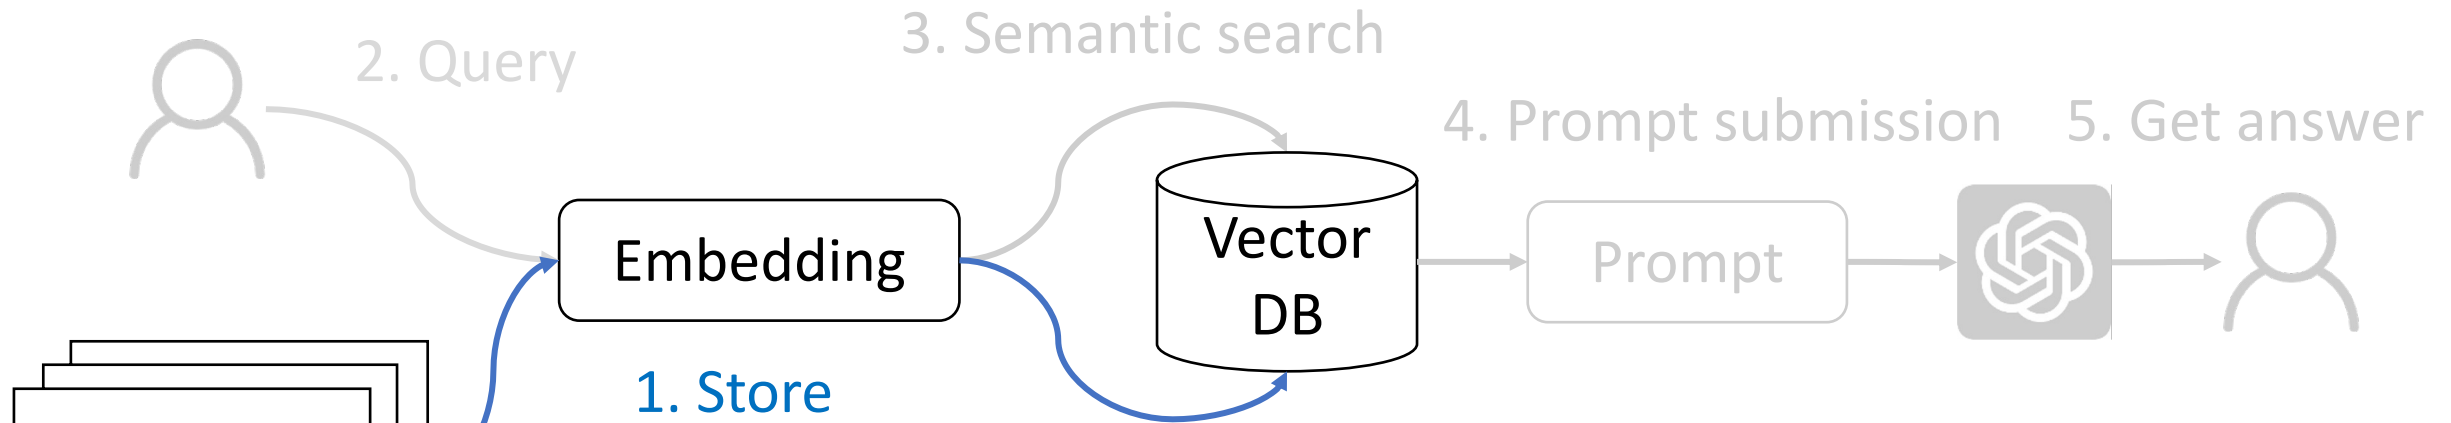 2. Query
3. Semantic search
4. Prompt submission
5. Get answer
Embedding
Vector
DB
Prompt
1. Store